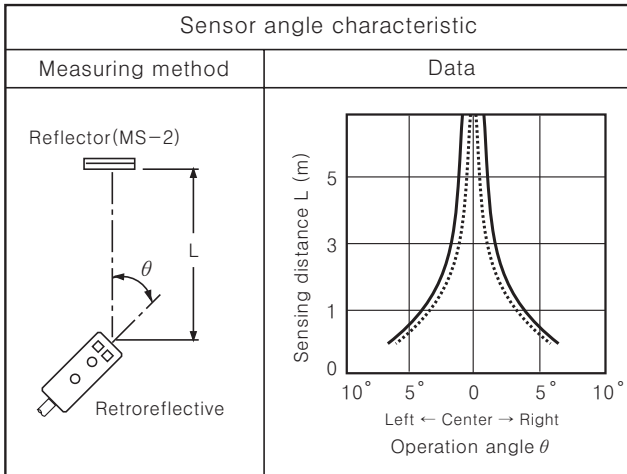 Sensor angle characteristic
Measuring method
Data
Reflector(MS-2)
L
θ
Retroreflective
Sensing distance L (m)
5
3
1
0
10° 5° 0 5° 10°
Left ← Center → Right
Operation angle θ